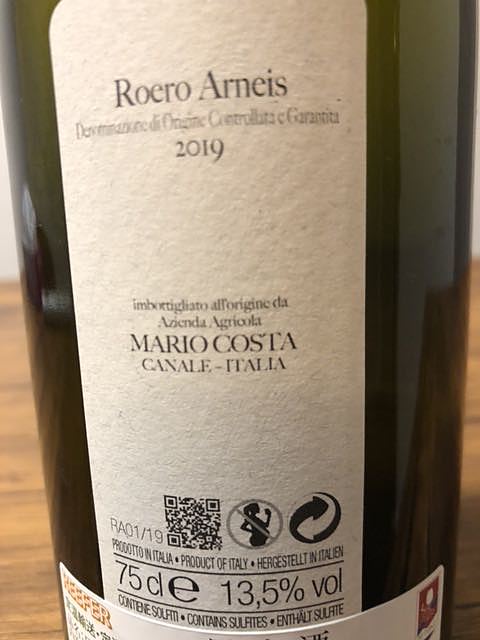 Roero Arneis
Denominazione di Origine Controllata e Garantita
2019
imbottigliato all'origine da
Azienda Agricola
MARIO COSTA
CANALE - ITALIA
RA01/19
PRODOTTO IN ITALIA • PRODUCT OF ITALY • HERGESTELLT IN ITALIEN
75 cl e 13,5% vol
CONTIENE SOLFITI • CONTAINS SULFITES • ENTHÄLT SULFITE
REEFER